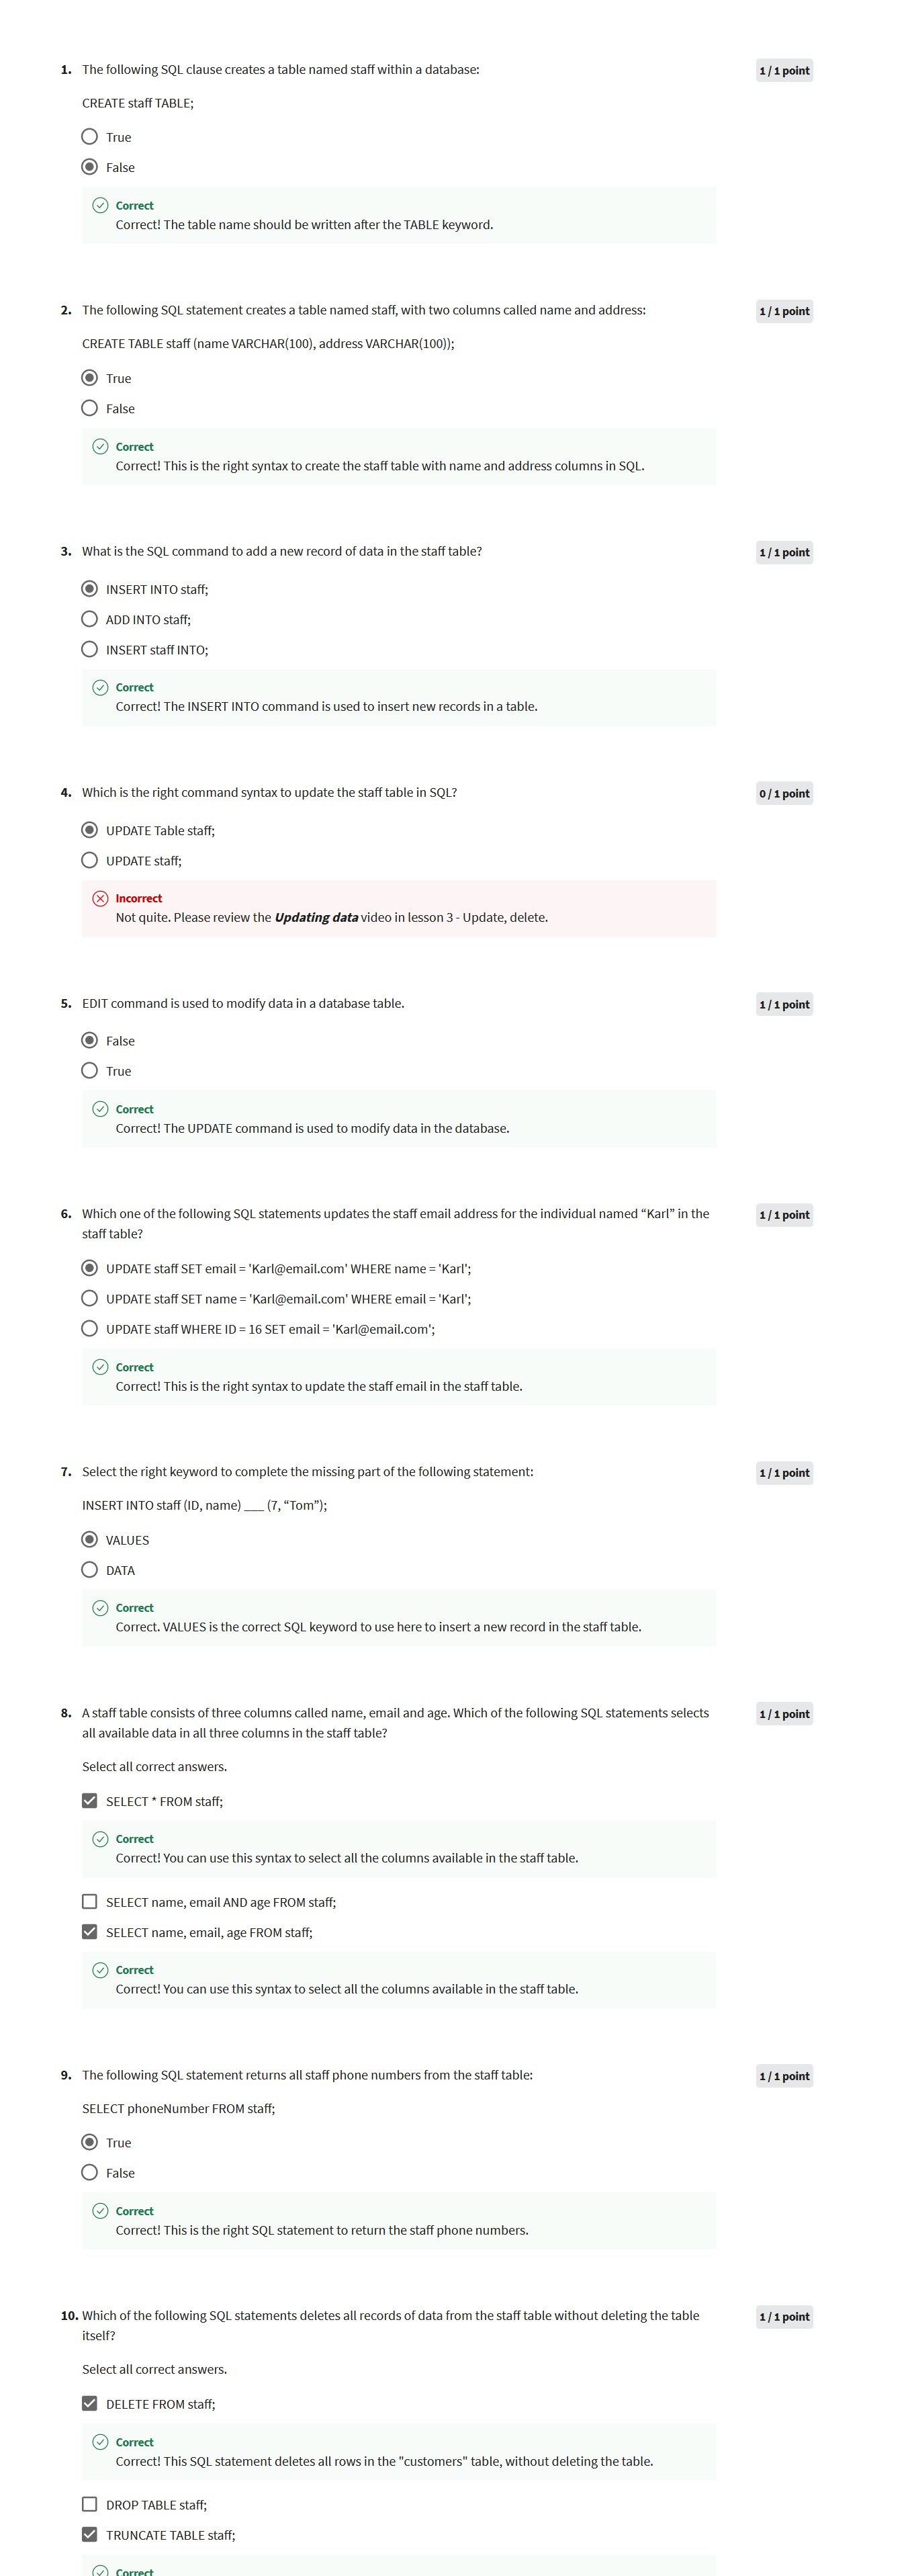 1. The following SQL clause creates a table named staff within a database:
1 / 1 point
CREATE staff TABLE;
True
False
Correct
Correct! The table name should be written after the TABLE keyword.
2. The following SQL statement creates a table named staff, with two columns called name and address:
1 / 1 point
CREATE TABLE staff (name VARCHAR(100), address VARCHAR(100));
True
False
Correct
Correct! This is the right syntax to create the staff table with name and address columns in SQL.
3. What is the SQL command to add a new record of data in the staff table?
1 / 1 point
INSERT INTO staff;
ADD INTO staff;
INSERT staff INTO;
Correct
Correct! The INSERT INTO command is used to insert new records in a table.
4. Which is the right command syntax to update the staff table in SQL?
0 / 1 point
UPDATE Table staff;
UPDATE staff;
Incorrect
Not quite. Please review the Updating data video in lesson 3 - Update, delete.
5. EDIT command is used to modify data in a database table.
1 / 1 point
False
True
Correct
Correct! The UPDATE command is used to modify data in the database.
6. Which one of the following SQL statements updates the staff email address for the individual named “Karl” in the
staff table?
1 / 1 point
UPDATE staff SET email = 'Karl@email.com' WHERE name = 'Karl';
UPDATE staff SET name = 'Karl@email.com' WHERE email = 'Karl';
UPDATE staff WHERE ID = 16 SET email = 'Karl@email.com';
Correct
Correct! This is the right syntax to update the staff email in the staff table.
7. Select the right keyword to complete the missing part of the following statement:
1 / 1 point
INSERT INTO staff (ID, name) ___ (7, “Tom”);
VALUES
DATA
Correct
Correct. VALUES is the correct SQL keyword to use here to insert a new record in the staff table.
8. A staff table consists of three columns called name, email and age. Which of the following SQL statements selects
all available data in all three columns in the staff table?
1 / 1 point
Select all correct answers.
SELECT * FROM staff;
Correct
Correct! You can use this syntax to select all the columns available in the staff table.
SELECT name, email AND age FROM staff;
SELECT name, email, age FROM staff;
Correct
Correct! You can use this syntax to select all the columns available in the staff table.
9. The following SQL statement returns all staff phone numbers from the staff table:
1 / 1 point
SELECT phoneNumber FROM staff;
True
False
Correct
Correct! This is the right SQL statement to return the staff phone numbers.
10. Which of the following SQL statements deletes all records of data from the staff table without deleting the table
itself?
1 / 1 point
Select all correct answers.
DELETE FROM staff;
Correct
Correct! This SQL statement deletes all rows in the "customers" table, without deleting the table.
DROP TABLE staff;
TRUNCATE TABLE staff;
Correct